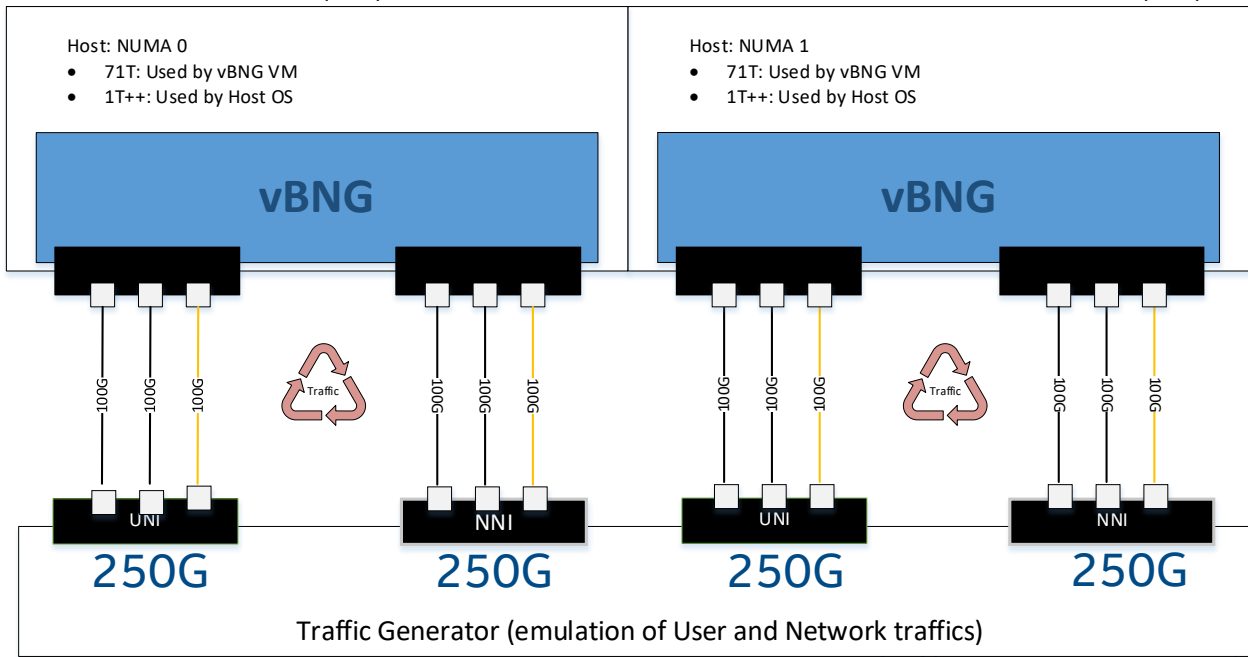 Host: NUMA 0
• 71T: Used by vBNG VM
• 1T++: Used by Host OS
Host: NUMA 1
• 71T: Used by vBNG VM
• 1T++: Used by Host OS
vBNG
vBNG
100G
100G
100G
Traffic
100G
100G
100G
100G
100G
100G
Traffic
100G
100G
100G
UNI
NNI
UNI
NNI
250G
250G
250G
250G
Traffic Generator (emulation of User and Network traffics)